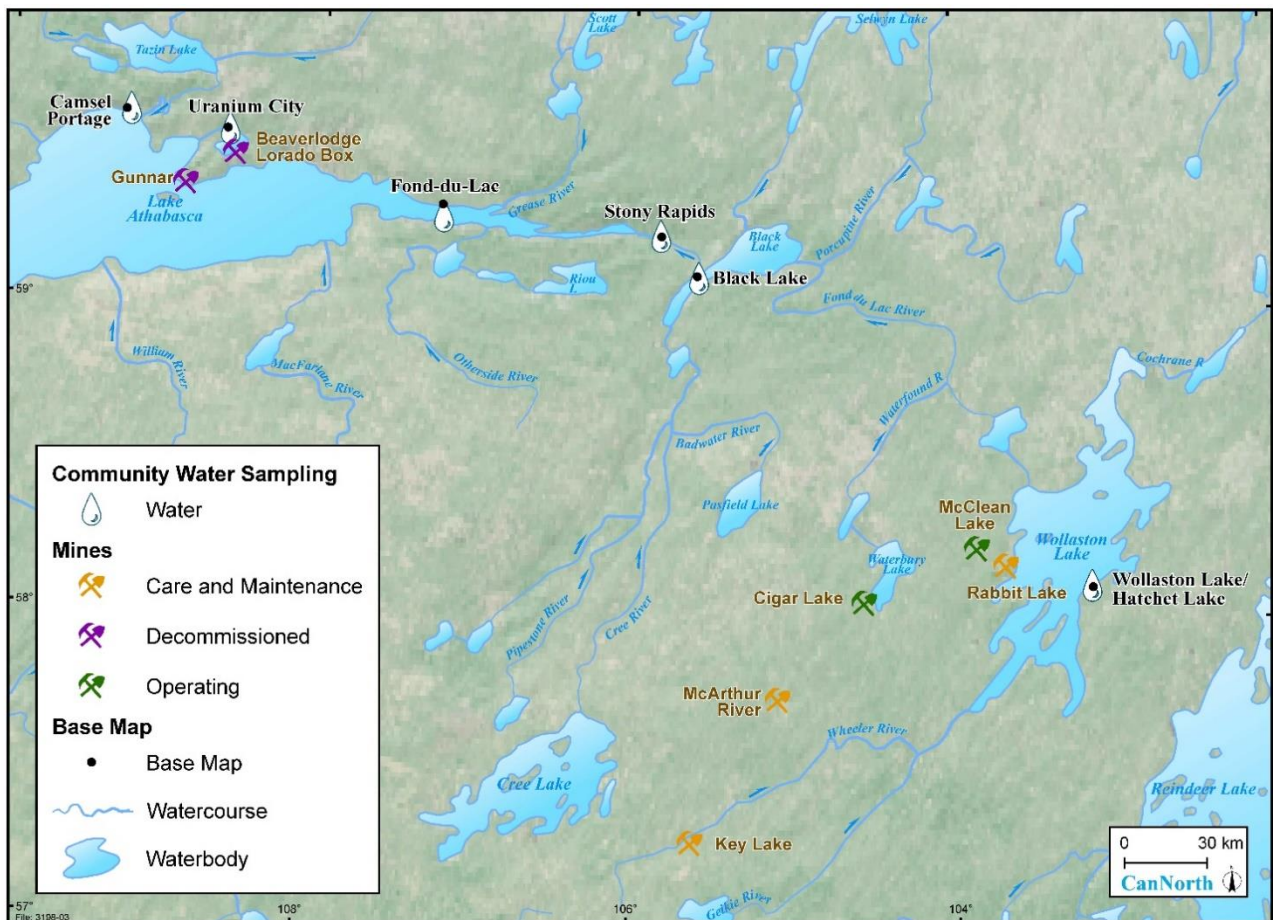 Scott
Lake
Selwyn Lake
Tazin Lake
Camsel
Portage
Uranium City
Beaverlodge
Lorado Box
Gunnar
Lake
Athabasca
Fond-du-Lac
Grease River
Stony Rapids
Black
Lake
Porcupine River
Black Lake
Riou
L.
59°
Fond du Lac River
William River
MacFarlane River
Otherside River
Cochrane R
Waterfound R
Badwater River
Pasfield Lake
McClean
Lake
Wollaston
Lake
Waterbury
Lake
Rabbit Lake
Wollaston Lake/
Hatchet Lake
Cigar Lake
58°
Pipestone River
Cree River
McArthur
River
Wheeler River
Cree Lake
Reindeer Lake
Key Lake
Geikie River
Community Water Sampling
Water
Mines
Care and Maintenance
Decommissioned
Operating
Base Map
Base Map
Watercourse
Waterbody
0 30 km
CanNorth
57°
File: 3198-03
108°
106°
104°